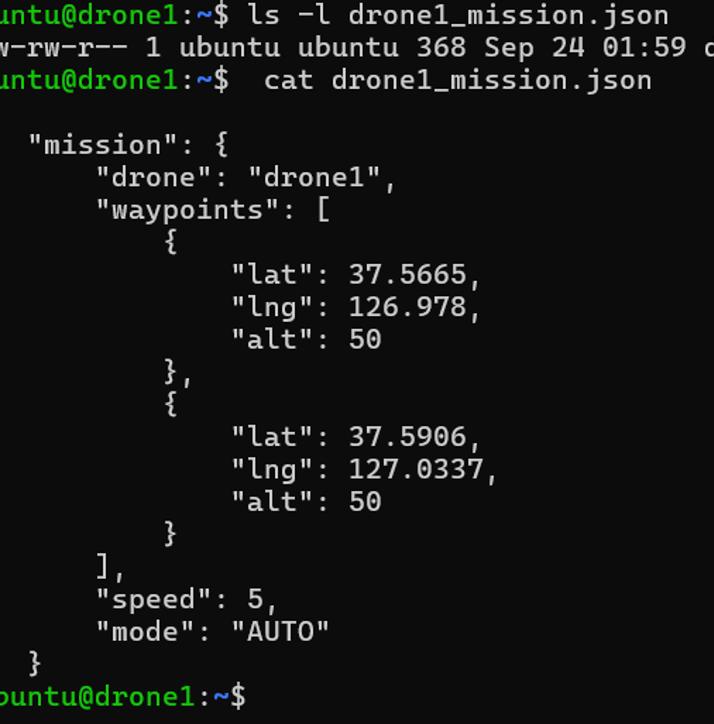 untu@drone1:~$ ls -l drone1_mission.json
w-rw-r-- 1 ubuntu ubuntu 368 Sep 24 01:59 d
untu@drone1:~$  cat drone1_mission.json
    "mission": {
        "drone": "drone1",
        "waypoints": [
            {
                "lat": 37.5665,
                "lng": 126.978,
                "alt": 50
            },
            {
                "lat": 37.5906,
                "lng": 127.0337,
                "alt": 50
            }
        ],
        "speed": 5,
        "mode": "AUTO"
    }
buntu@drone1:~$